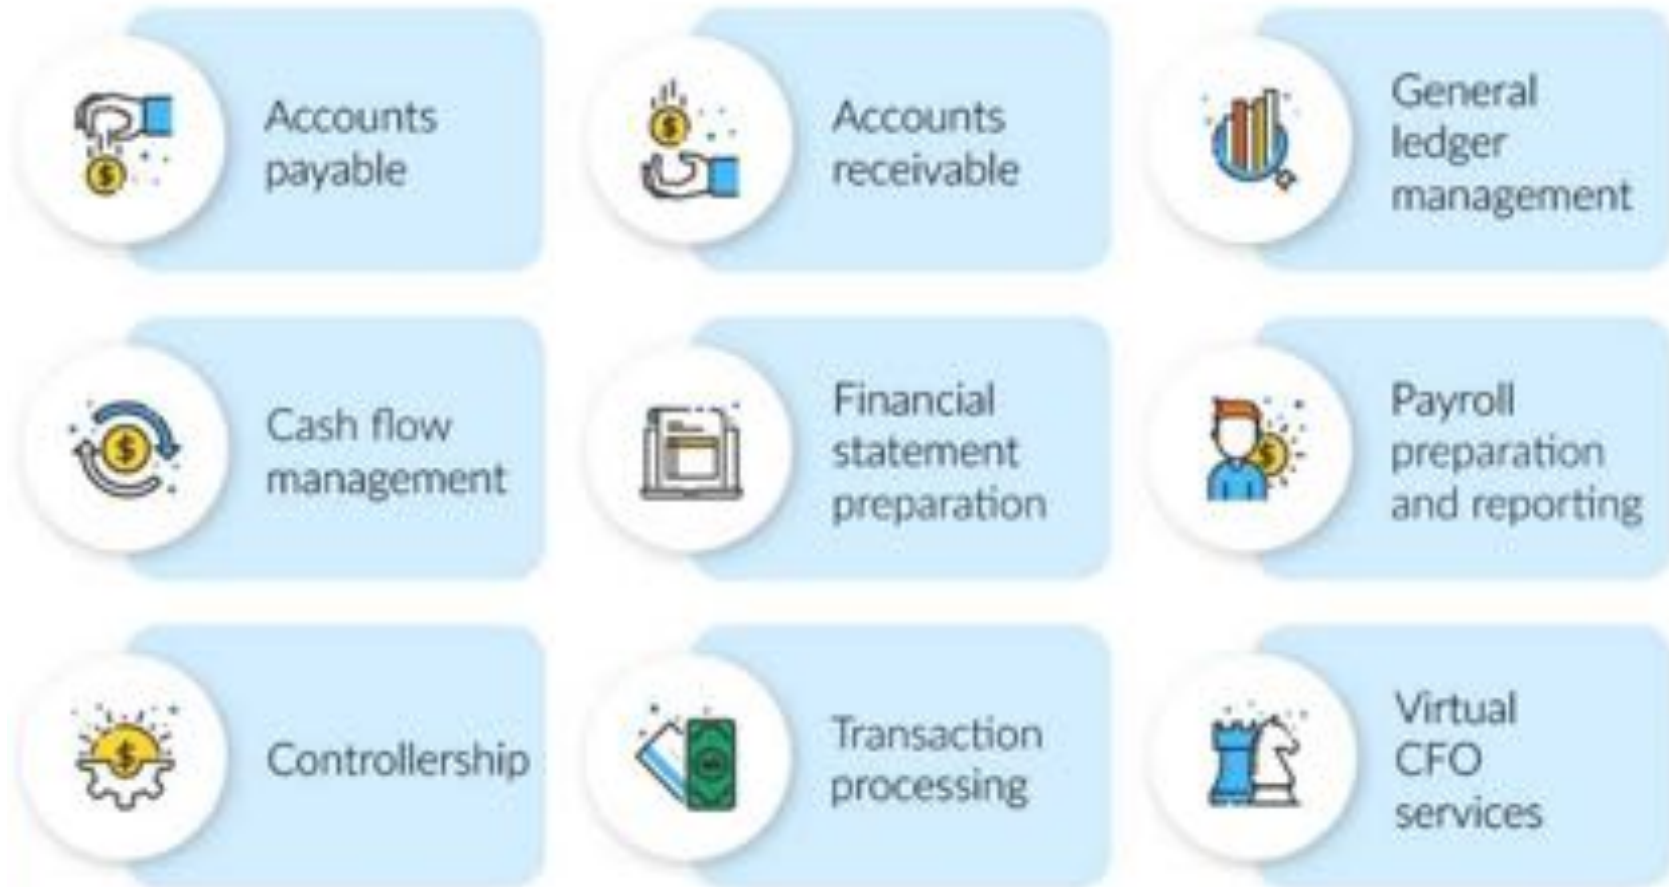 Accounts
payable
Accounts
receivable
General
ledger
management
Cash flow
management
Financial
statement
preparation
Payroll
preparation
and reporting
Controllership
Transaction
processing
Virtual
CFO
services